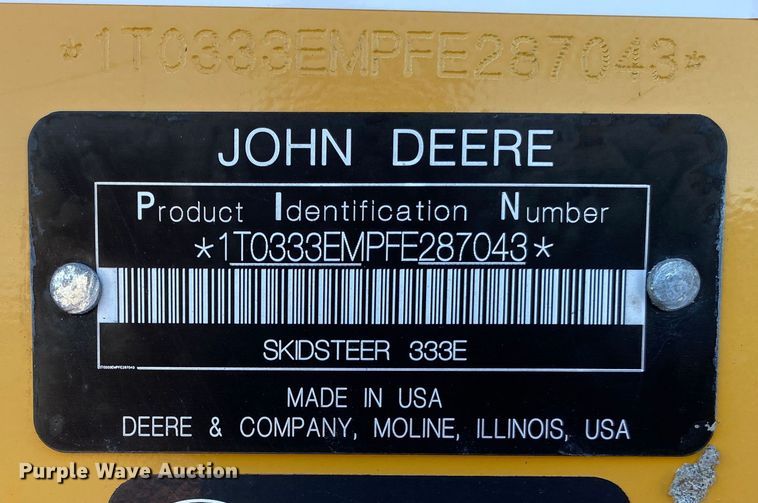 *1T0333EMPFE287043*
JOHN DEERE
Product Identification Number
*1T0333EMPFE287043*
1T0333EMPFE287043
SKIDSTEER 333E
MADE IN USA
DEERE & COMPANY, MOLINE, ILLINOIS, USA
Purple Wave Auction